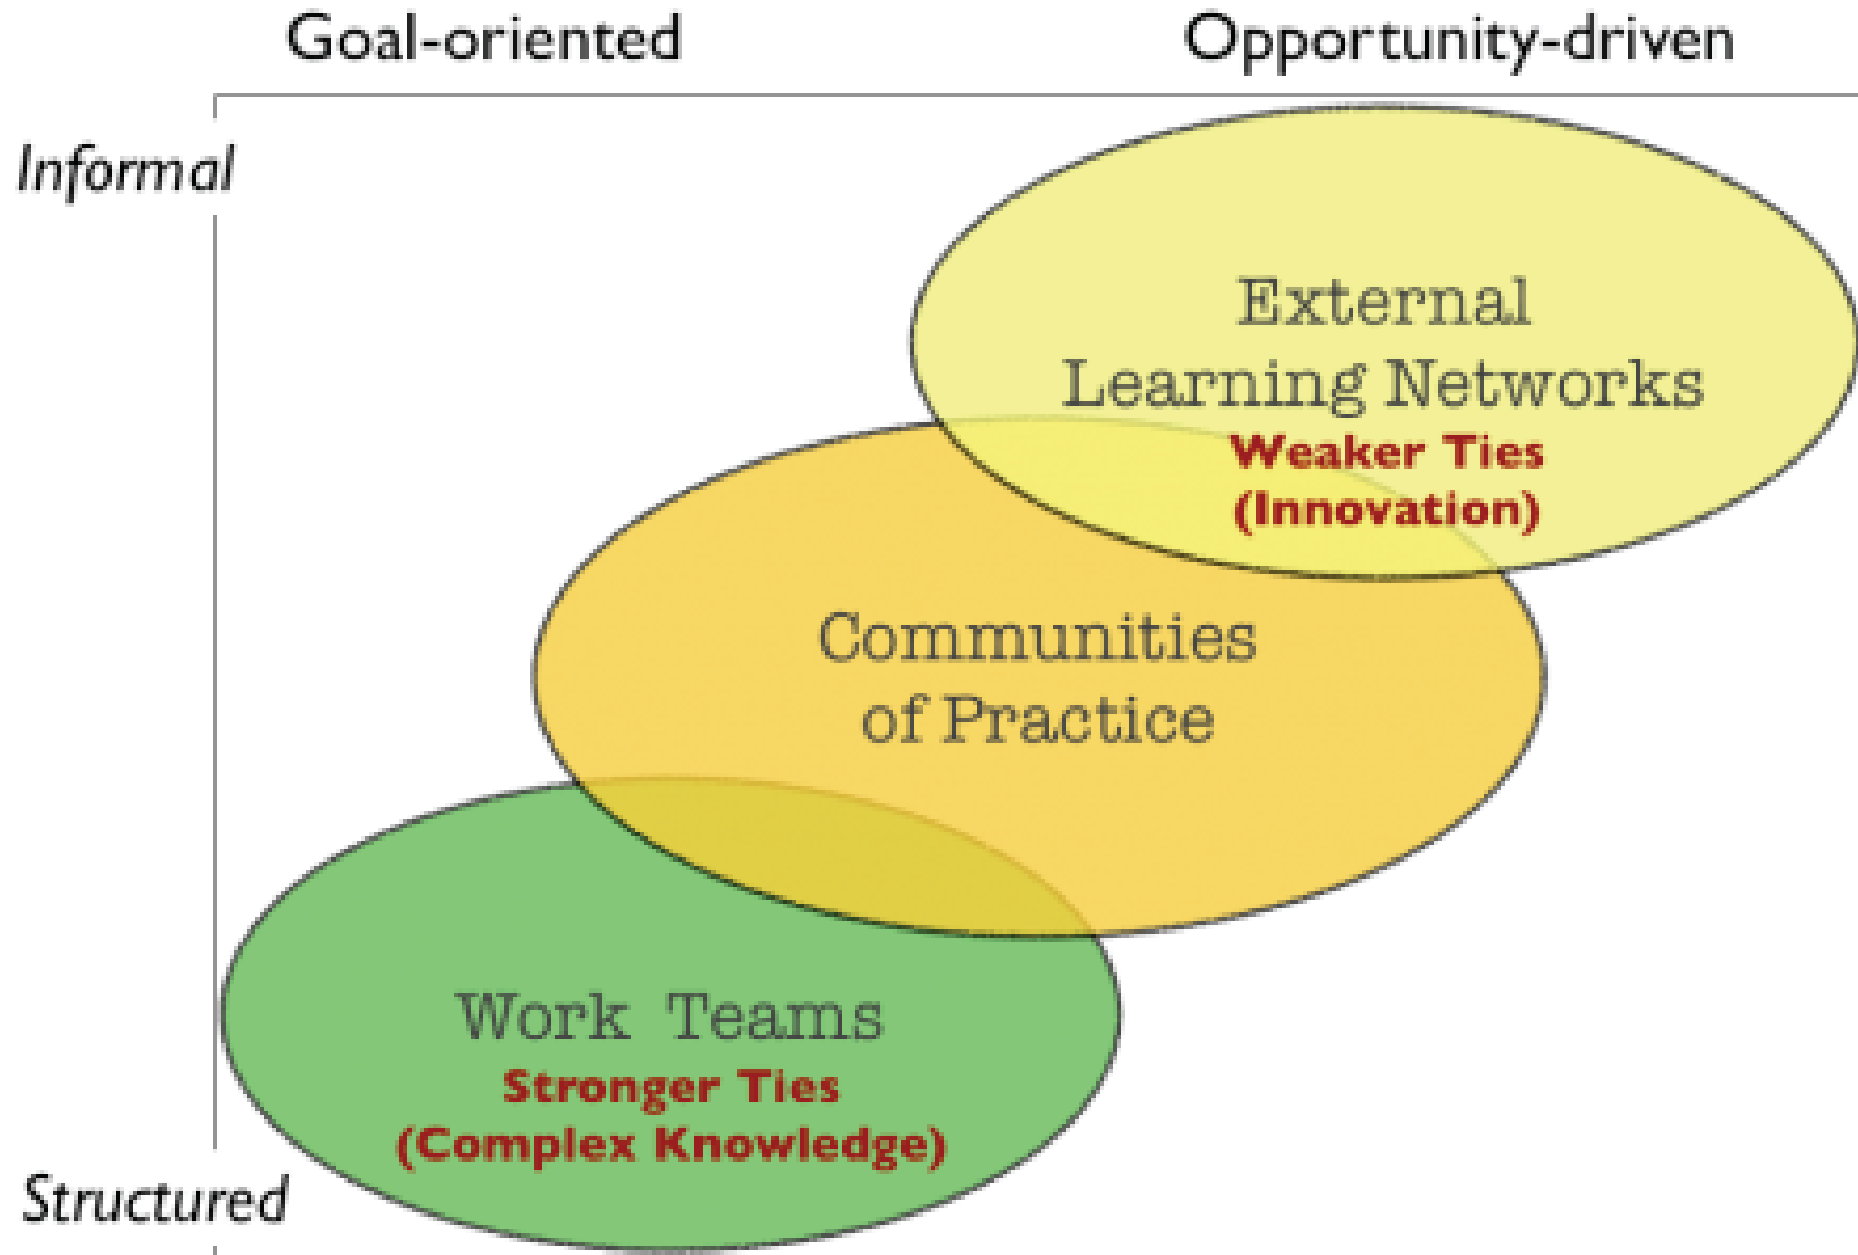 Goal-oriented
Opportunity-driven
Informal
External
Learning Networks
Weaker Ties
(Innovation)
Communities
of Practice
Work Teams
Stronger Ties
(Complex Knowledge)
Structured